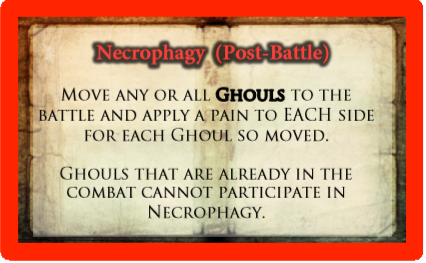 Necrophagy (Post-Battle)
Move any or all Ghouls to the
battle and apply a pain to EACH side
for each Ghoul so moved.
Ghouls that are already in the
combat cannot participate in
Necrophagy.